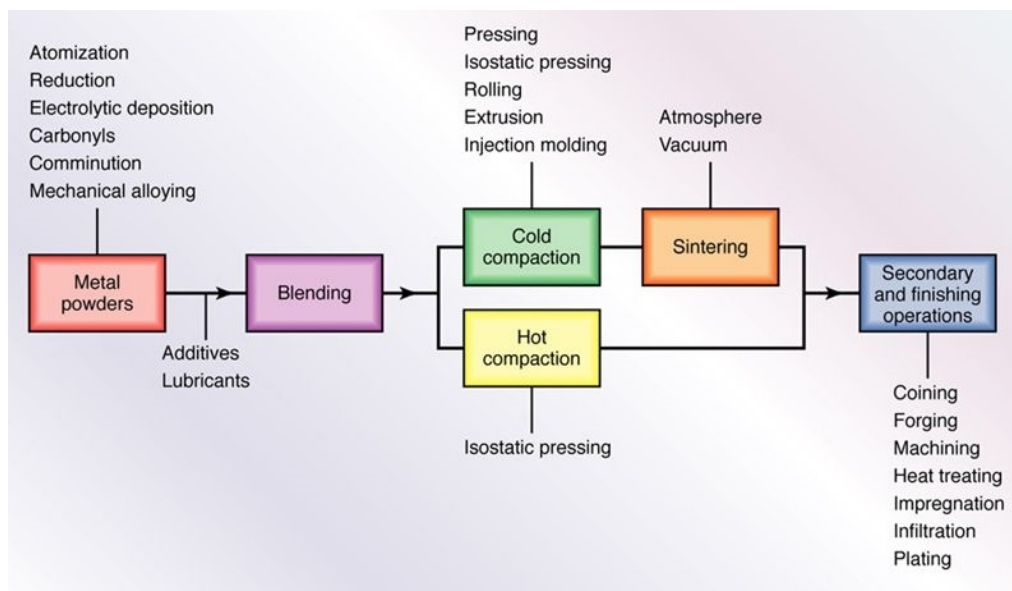 Atomization
Reduction
Electrolytic deposition
Carbonyls
Comminution
Mechanical alloying
Metal
powders
Additives
Lubricants
Blending
Pressing
Isostatic pressing
Rolling
Extrusion
Injection molding
Cold
compaction
Hot
compaction
Isostatic pressing
Atmosphere
Vacuum
Sintering
Secondary
and finishing
operations
Coining
Forging
Machining
Heat treating
Impregnation
Infiltration
Plating